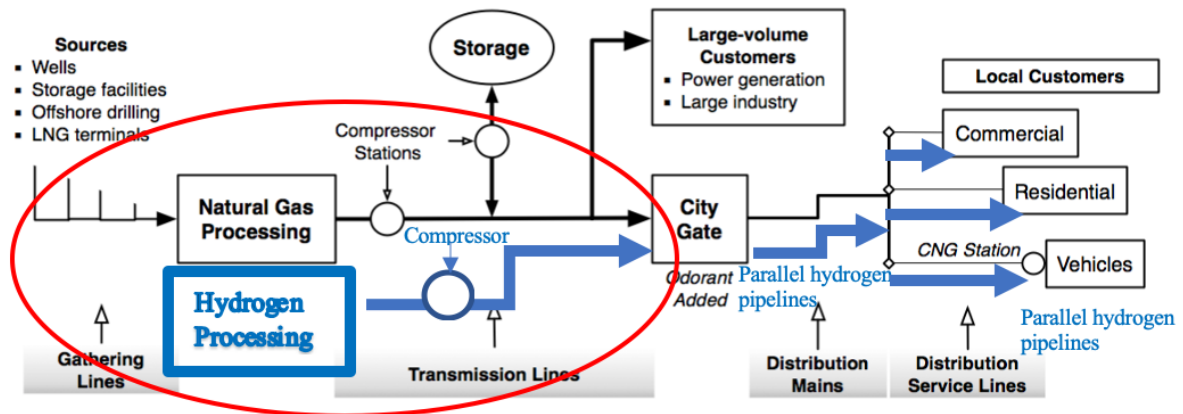 Sources
▪ Wells
▪ Storage facilities
▪ Offshore drilling
▪ LNG terminals
Storage
Large-volume
Customers
▪ Power generation
▪ Large industry
Local Customers
Compressor
Stations
Commercial
Natural Gas
Processing
City
Gate
Residential
Compressor
CNG Station
Vehicles
Odorant
Added
Parallel hydrogen
pipelines
Hydrogen
Processing
Parallel hydrogen
pipelines
Gathering
Lines
Transmission Lines
Distribution
Mains
Distribution
Service Lines